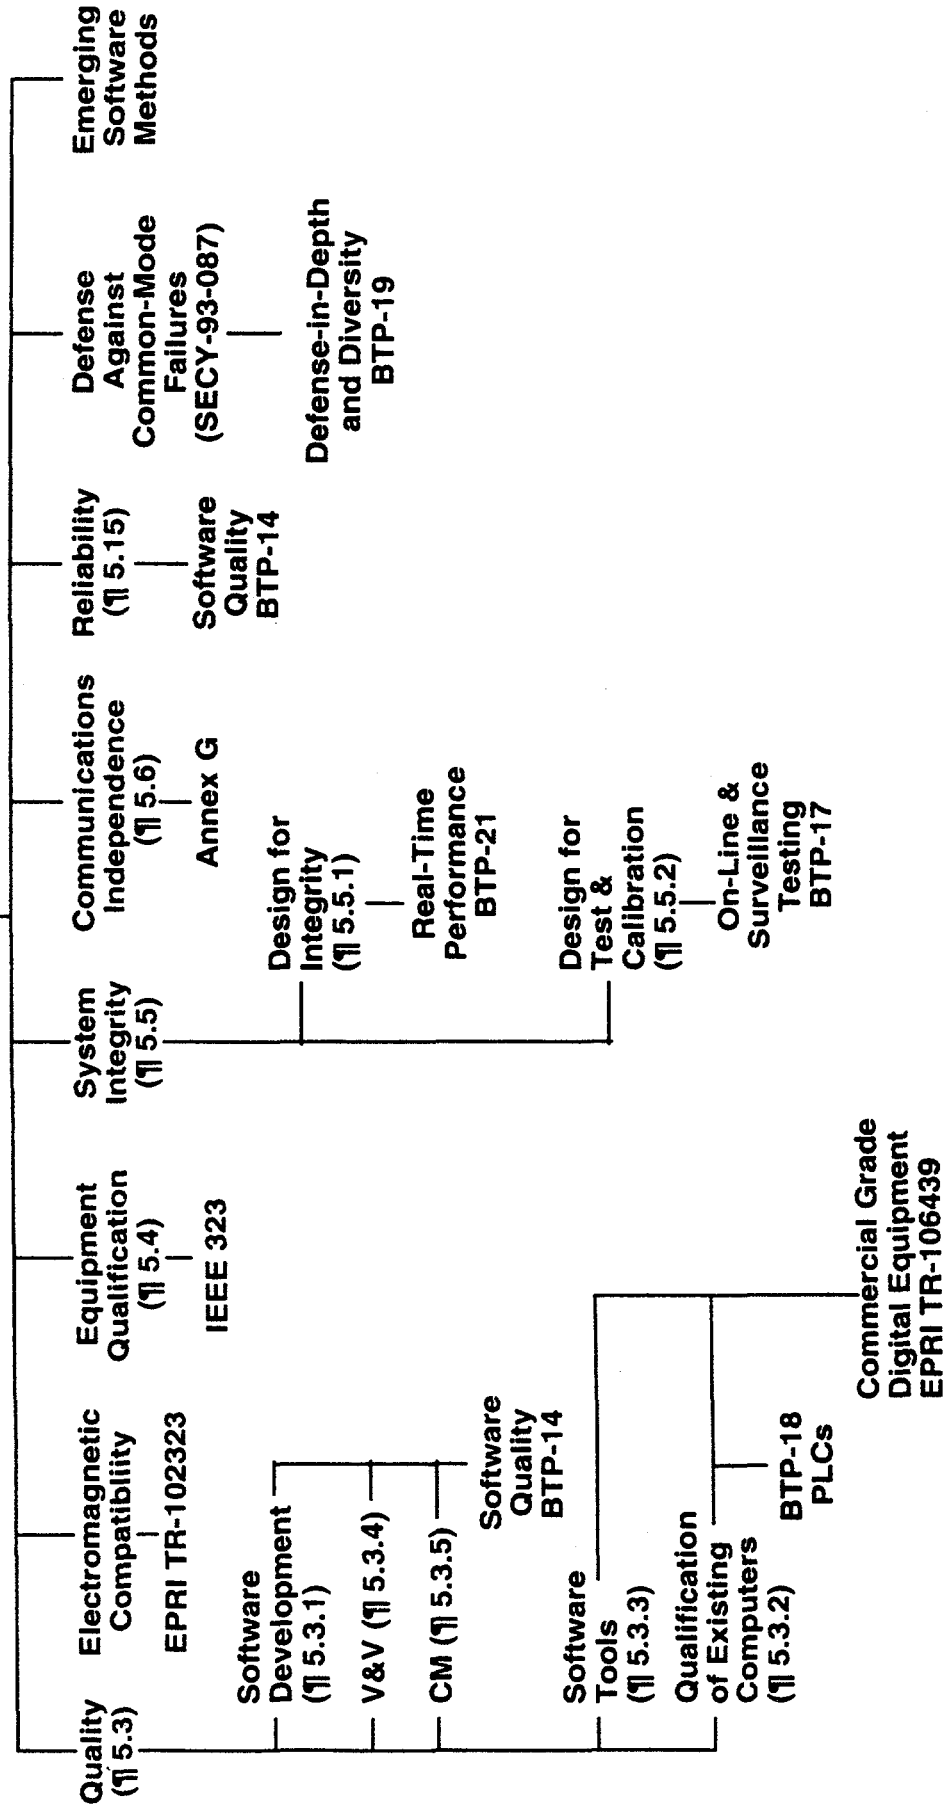 Quality
(¶ 5.3)
Software
Development
(¶ 5.3.1)
V&V (¶ 5.3.4)
CM (¶ 5.3.5)
Software
Quality
BTP-14
Software
Tools
(¶ 5.3.3)
Qualification
of Existing
Computers
(¶ 5.3.2)
BTP-18
PLCs
Commercial Grade
Digital Equipment
EPRI TR-106439
Electromagnetic
Compatibliity
EPRI TR-102323
Equipment
Qualification
(¶ 5.4)
IEEE 323
System
Integrity
(¶ 5.5)
Design for
Integrity
(¶ 5.5.1)
Real-Time
Performance
BTP-21
Design for
Test &
Calibration
(¶ 5.5.2)
On-Line &
Surveillance
Testing
BTP-17
Communications
Independence
(¶ 5.6)
Annex G
Reliability
(¶ 5.15)
Software
Quality
BTP-14
Defense
Against
Common-Mode
Failures
(SECY-93-087)
Defense-in-Depth
and Diversity
BTP-19
Emerging
Software
Methods